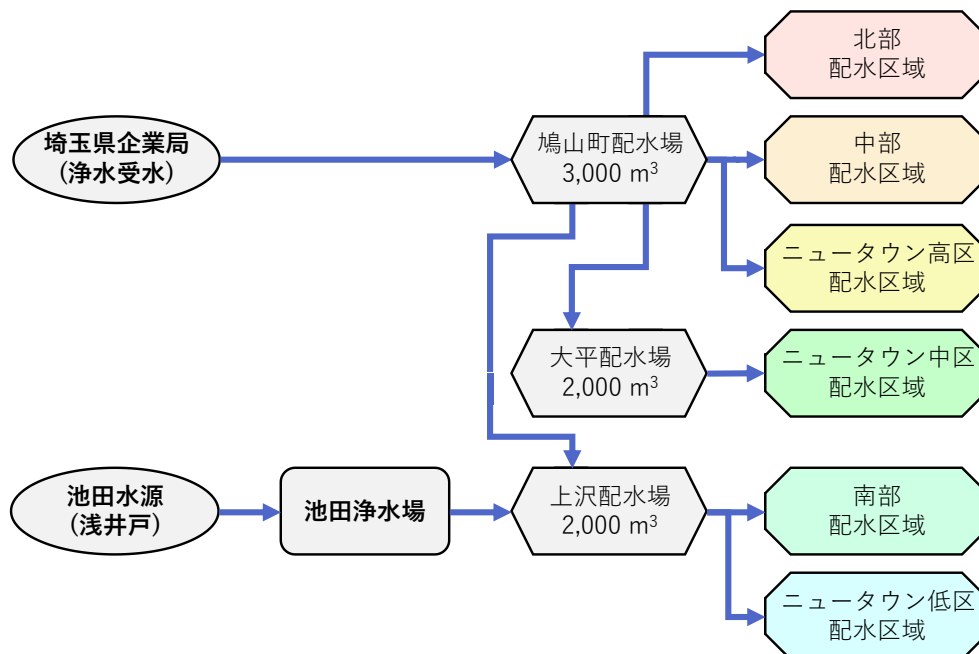 北部
配水区域
埼玉県企業局
(浄水受水)
鳩山町配水場
3,000 m³
中部
配水区域
ニュータウン高区
配水区域
大平配水場
2,000 m³
ニュータウン中区
配水区域
池田水源
(浅井戸)
池田浄水場
上沢配水場
2,000 m³
南部
配水区域
ニュータウン低区
配水区域